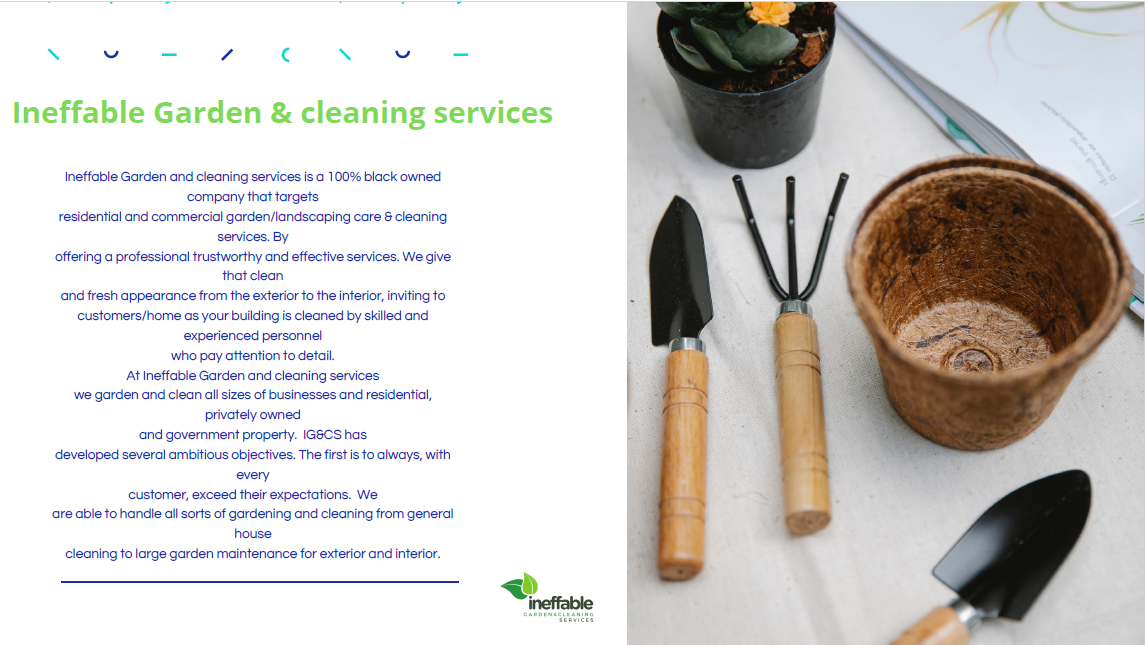 Ineffable Garden & cleaning services
Ineffable Garden and cleaning services is a 100% black owned
company that targets
residential and commercial garden/landscaping care & cleaning
services. By
offering a professional trustworthy and effective services. We give
that clean
and fresh appearance from the exterior to the interior, inviting to
customers/home as your building is cleaned by skilled and
experienced personnel
who pay attention to detail.
At Ineffable Garden and cleaning services
we garden and clean all sizes of businesses and residential,
privately owned
and government property.  IG&CS has
developed several ambitious objectives. The first is to always, with
every
customer, exceed their expectations.  We
are able to handle all sorts of gardening and cleaning from general
house
cleaning to large garden maintenance for exterior and interior.
ineffable
GARDEN&CLEANING
SERVICES